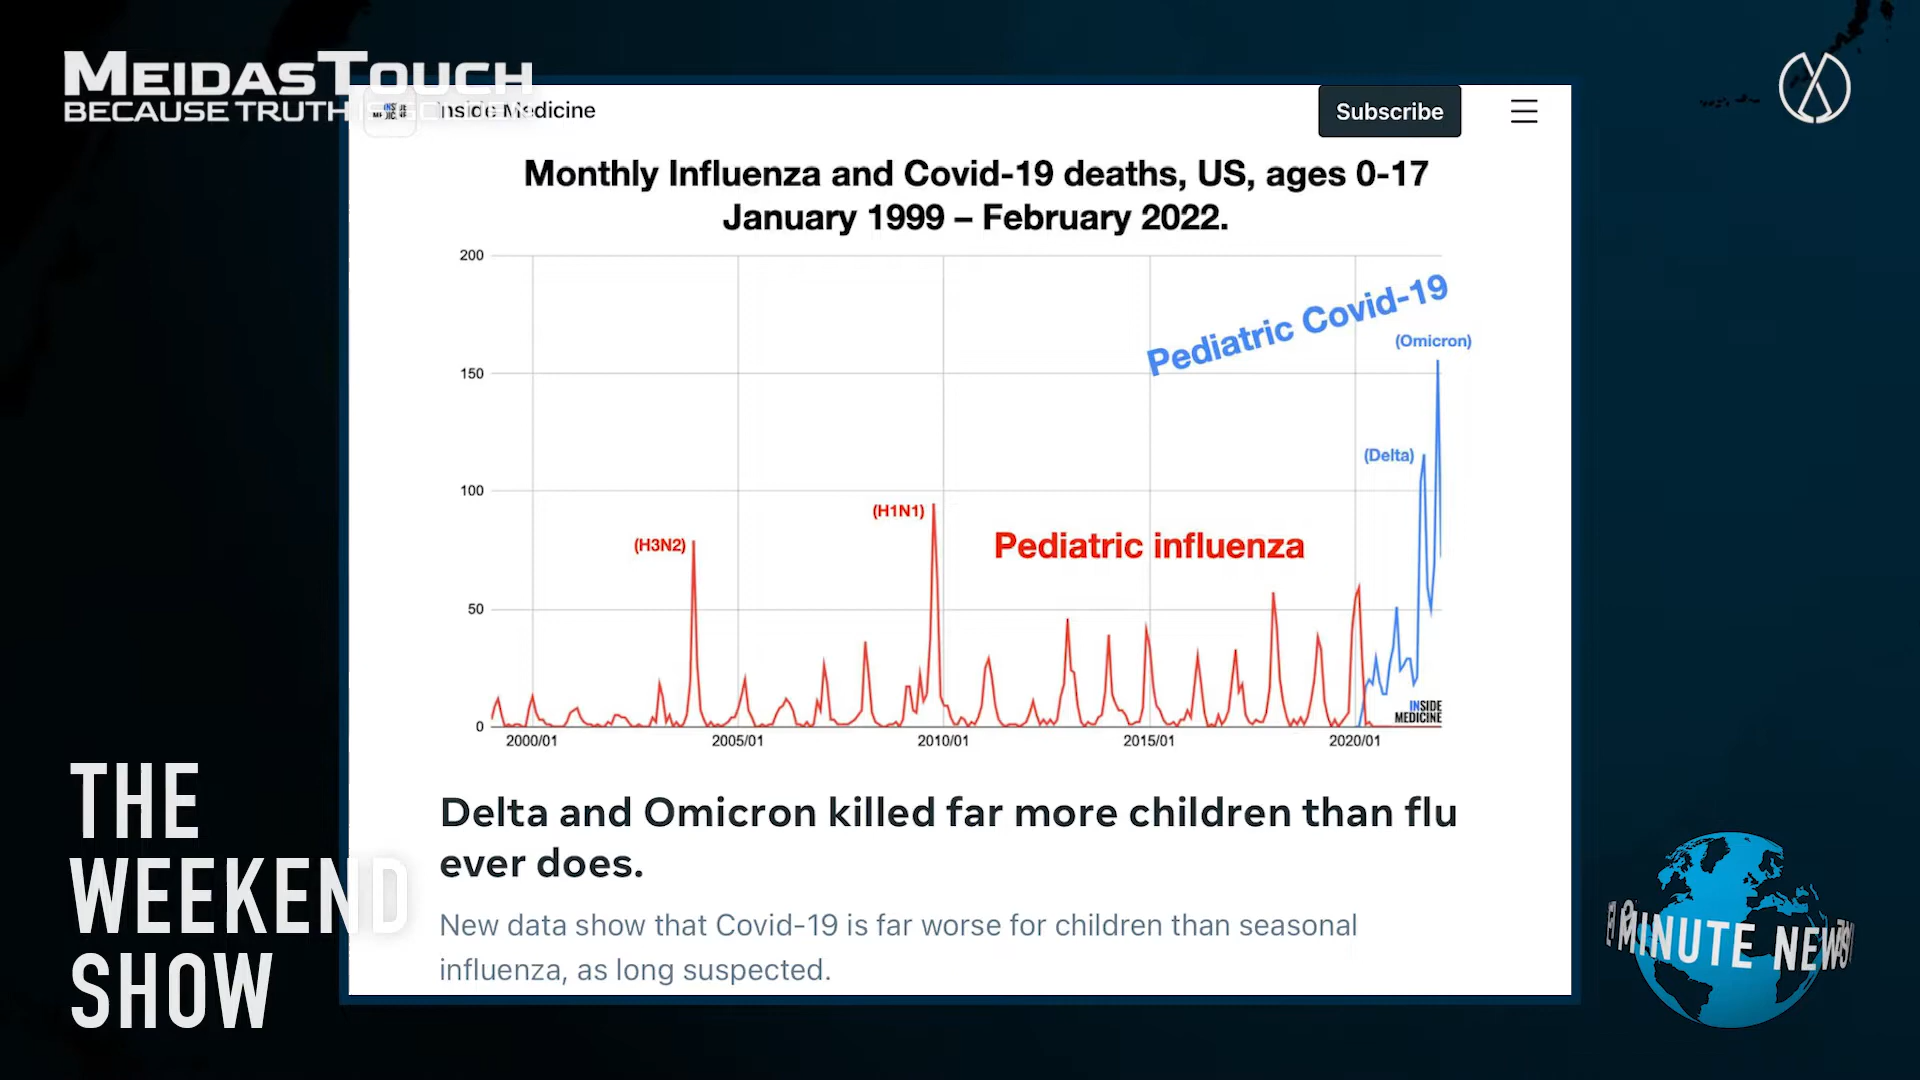 MEIDASTOUCH
BECAUSE TRUTH IS
INSIDE MEDICINE
Inside Medicine
Subscribe
Monthly Influenza and Covid-19 deaths, US, ages 0-17
January 1999 – February 2022.
200
150
100
50
0
Pediatric Covid-19
(Omicron)
(Delta)
(H1N1)
(H3N2)
Pediatric influenza
INSIDE
MEDICINE
2000/01
2005/01
2010/01
2015/01
2020/01
Delta and Omicron killed far more children than flu
ever does.
New data show that Covid-19 is far worse for children than seasonal
influenza, as long suspected.
THE
WEEKEND
SHOW
MINUTE NEWS